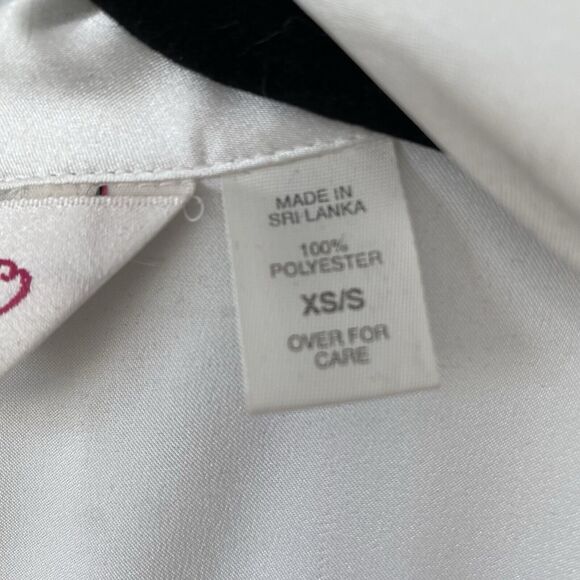 MADE IN
SRI LANKA
100%
POLYESTER
XS/S
OVER FOR
CARE